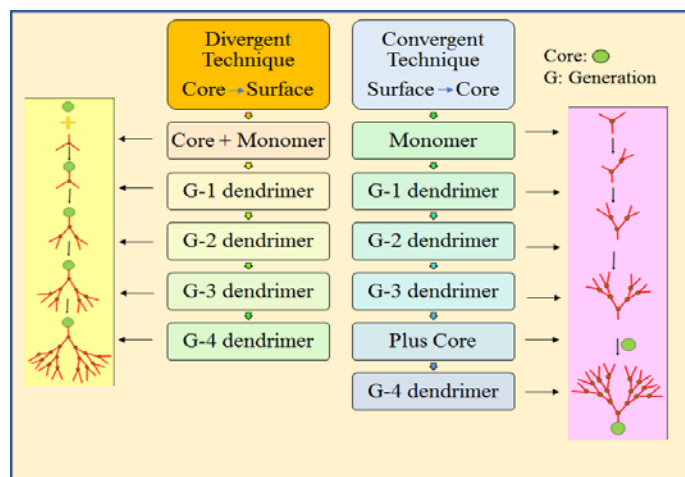 Divergent
Technique
Core → Surface
Core + Monomer
G-1 dendrimer
G-2 dendrimer
G-3 dendrimer
G-4 dendrimer
Convergent
Technique
Surface → Core
Monomer
G-1 dendrimer
G-2 dendrimer
G-3 dendrimer
Plus Core
G-4 dendrimer
Core:
G: Generation